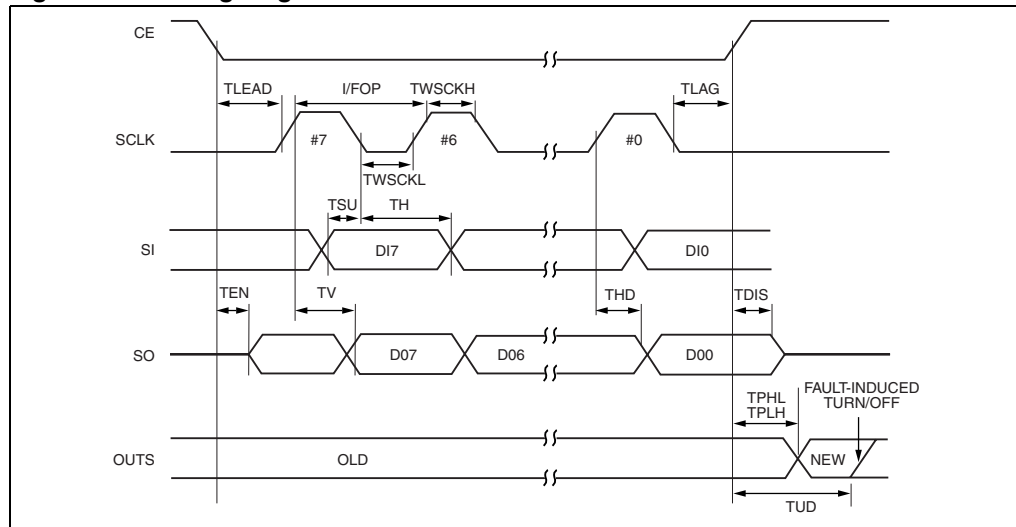 CE
TLEAD
I/FOP
TWSCKH
TLAG
SCLK
#7
#6
#0
TWSCKL
TSU
TH
SI
DI7
DI0
TEN
TV
THD
TDIS
SO
D07
D06
D00
TPHL
TPLH
FAULT-INDUCED
TURN/OFF
OUTS
OLD
NEW
TUD